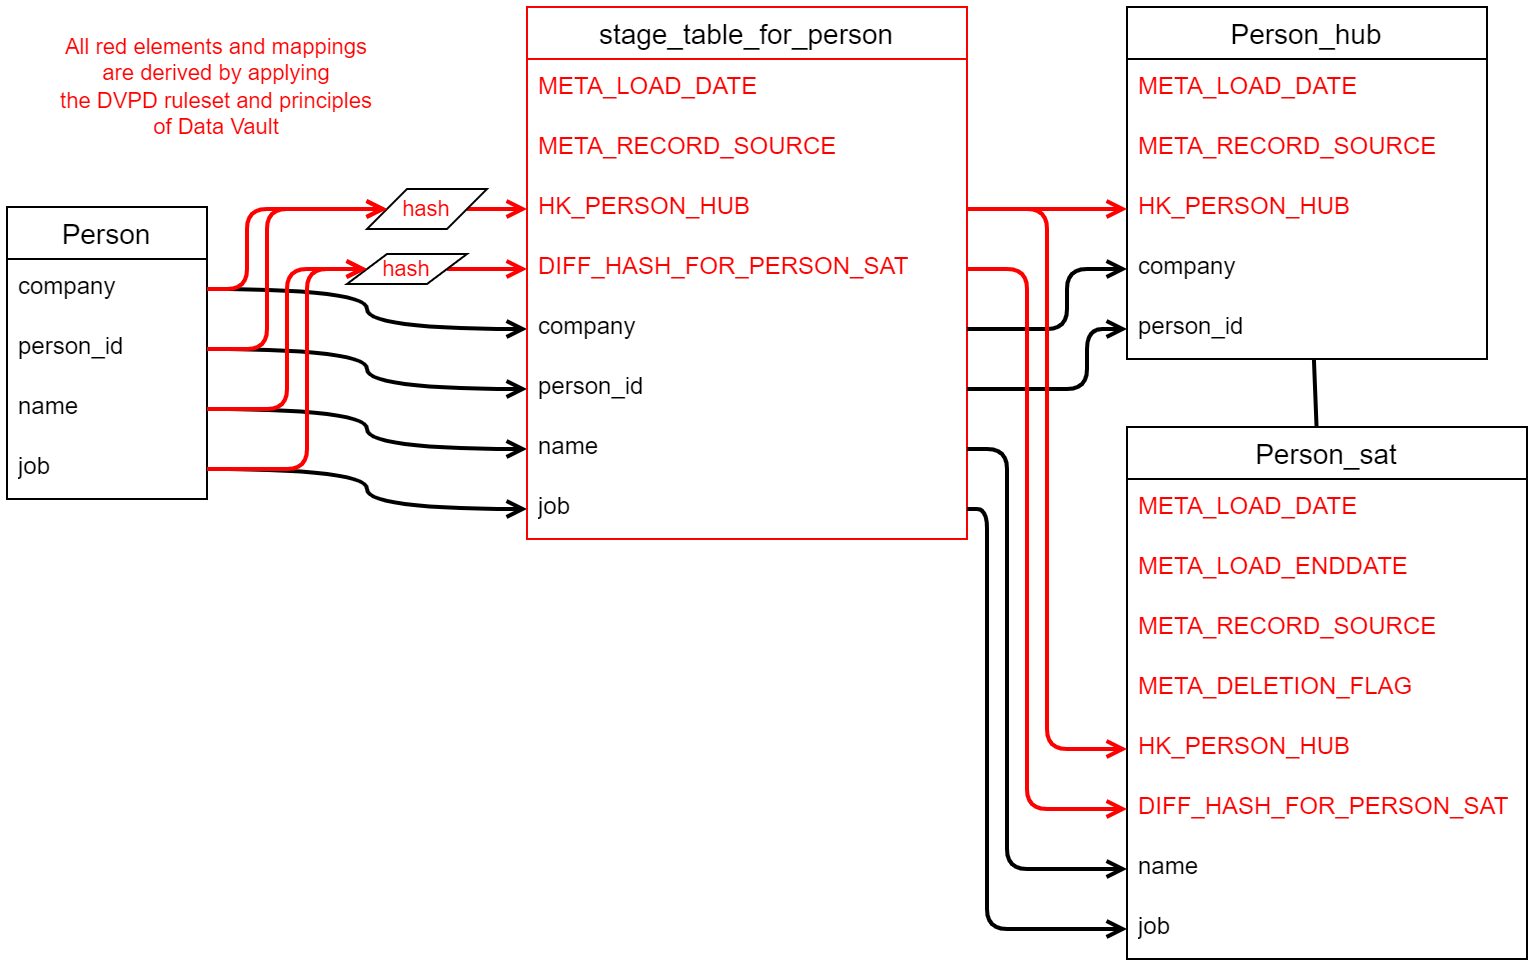 All red elements and mappings
are derived by applying
the DVPD ruleset and principles
of Data Vault
Person
company
person_id
name
job
hash
hash
stage_table_for_person
META_LOAD_DATE
META_RECORD_SOURCE
HK_PERSON_HUB
DIFF_HASH_FOR_PERSON_SAT
company
person_id
name
job
Person_hub
META_LOAD_DATE
META_RECORD_SOURCE
HK_PERSON_HUB
company
person_id
Person_sat
META_LOAD_DATE
META_LOAD_ENDDATE
META_RECORD_SOURCE
META_DELETION_FLAG
HK_PERSON_HUB
DIFF_HASH_FOR_PERSON_SAT
name
job